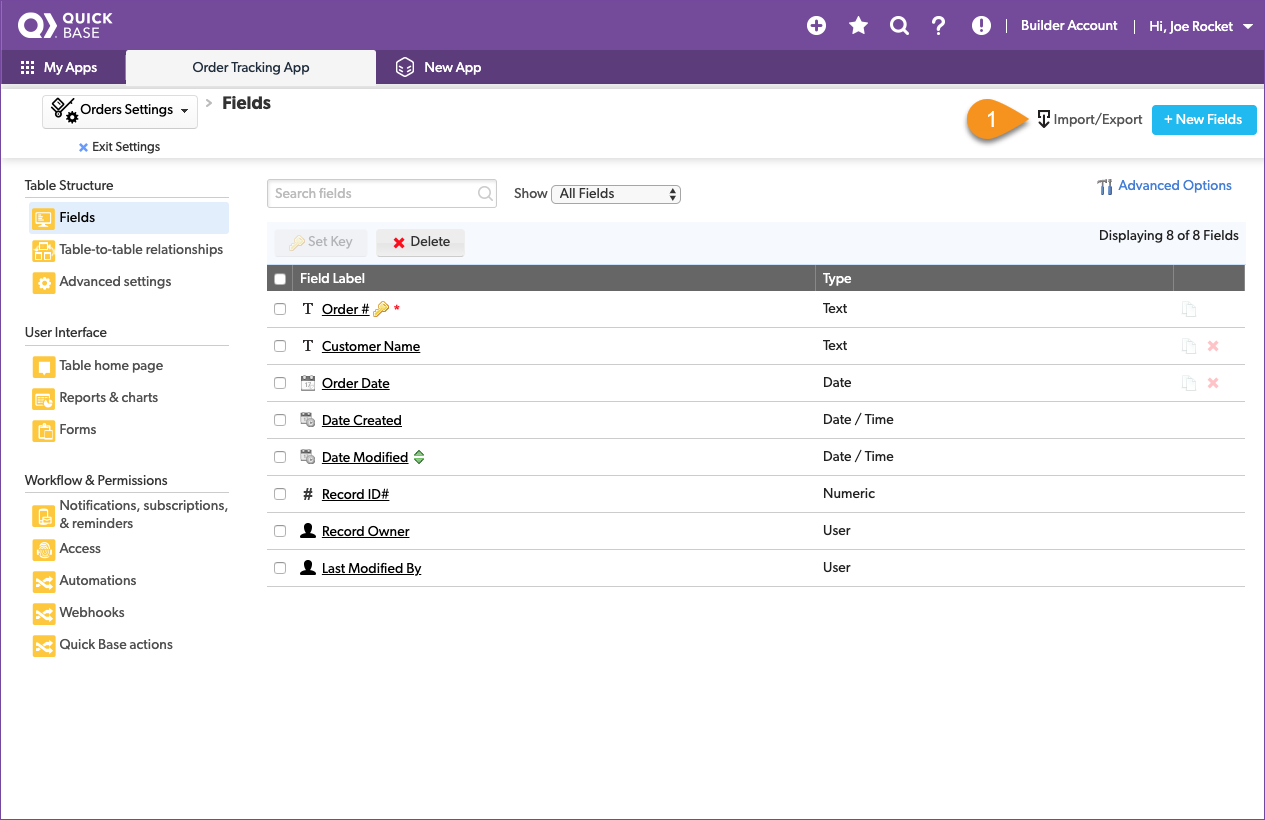 QUICK
BASE
Builder Account
Hi, Joe Rocket
My Apps
Order Tracking App
New App
Orders Settings
> Fields
Exit Settings
1
Import/Export
+ New Fields
Table Structure
Fields
Table-to-table relationships
Advanced settings
User Interface
Table home page
Reports & charts
Forms
Workflow & Permissions
Notifications, subscriptions,
& reminders
Access
Automations
Webhooks
Quick Base actions
Search fields
Show All Fields
Advanced Options
Set Key
Delete
Displaying 8 of 8 Fields
Field Label Type
T Order # * Text
T Customer Name Text
Order Date Date
Date Created Date / Time
Date Modified Date / Time
# Record ID# Numeric
Record Owner User
Last Modified By User